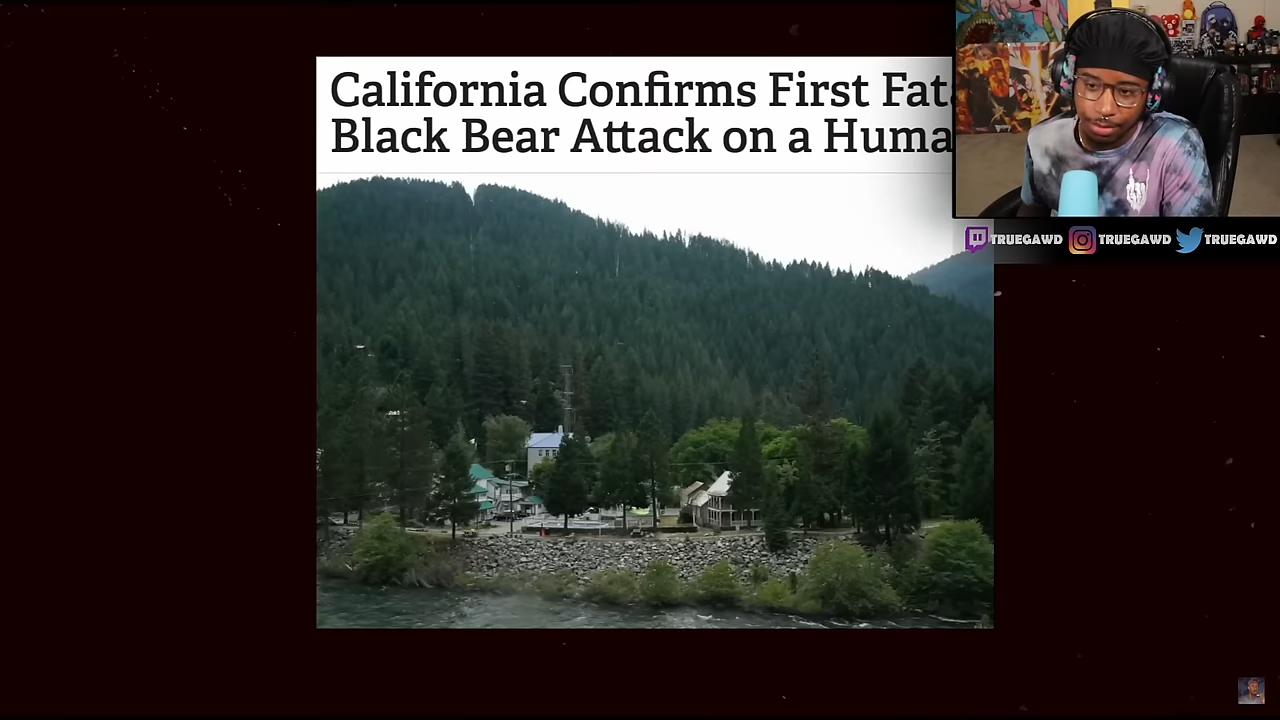 California Confirms First Fat
Black Bear Attack on a Huma
TRUEGAWD TRUEGAWD TRUEGAWD